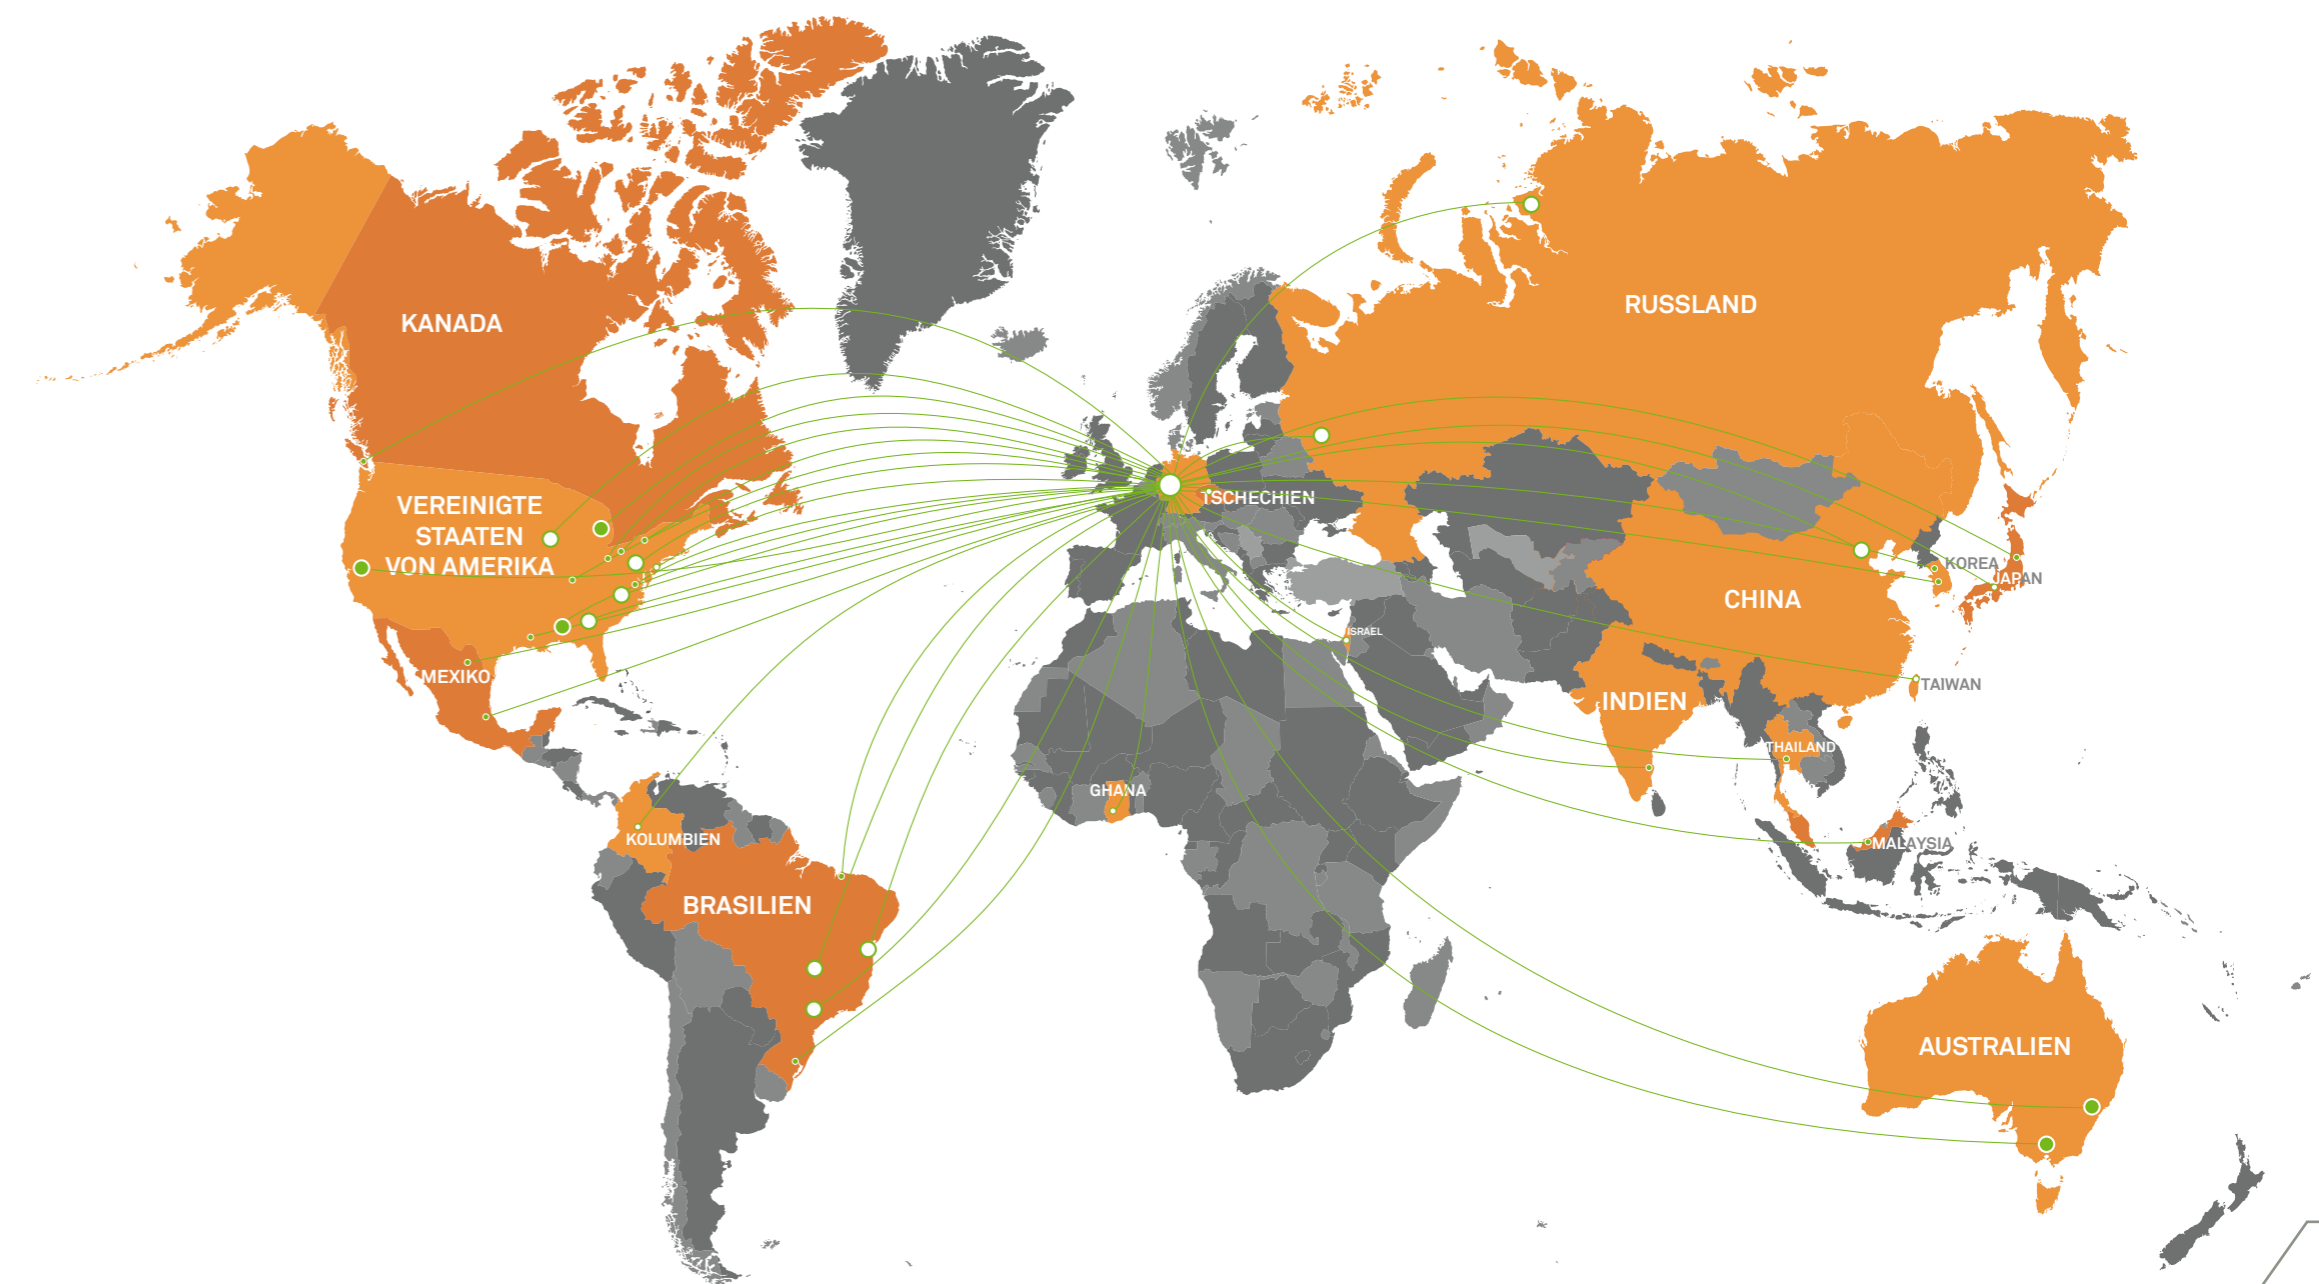 RUSSLAND
KANADA
TSCHECHIEN
VEREINIGTE
STAATEN
VON AMERIKA
KOREA
JAPAN
CHINA
ISRAEL
MEXIKO
TAIWAN
INDIEN
THAILAND
GHANA
KOLUMBIEN
MALAYSIA
BRASILIEN
AUSTRALIEN